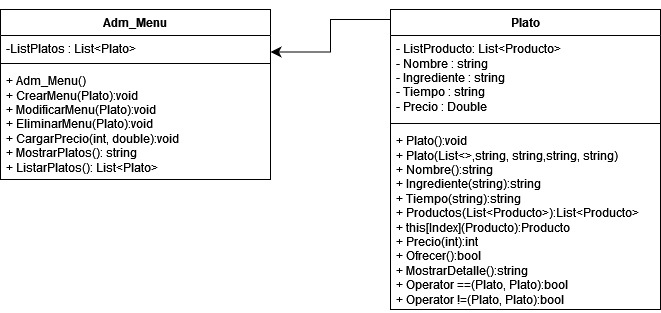 Adm_Menu
-ListPlatos : List<Plato>
+ Adm_Menu()
+ CrearMenu(Plato):void
+ ModificarMenu(Plato):void
+ EliminarMenu(Plato):void
+ CargarPrecio(int, double):void
+ MostrarPlatos(): string
+ ListarPlatos(): List<Plato>
Plato
- ListProducto: List<Producto>
- Nombre : string
- Ingrediente : string
- Tiempo : string
- Precio : Double
+ Plato():void
+ Plato(List<>,string, string,string, string)
+ Nombre():string
+ Ingrediente(string):string
+ Tiempo(string):string
+ Productos(List<Producto>):List<Producto>
+ this[Index](Producto):Producto
+ Precio(int):int
+ Ofrecer():bool
+ MostrarDetalle():string
+ Operator ==(Plato, Plato):bool
+ Operator !=(Plato, Plato):bool